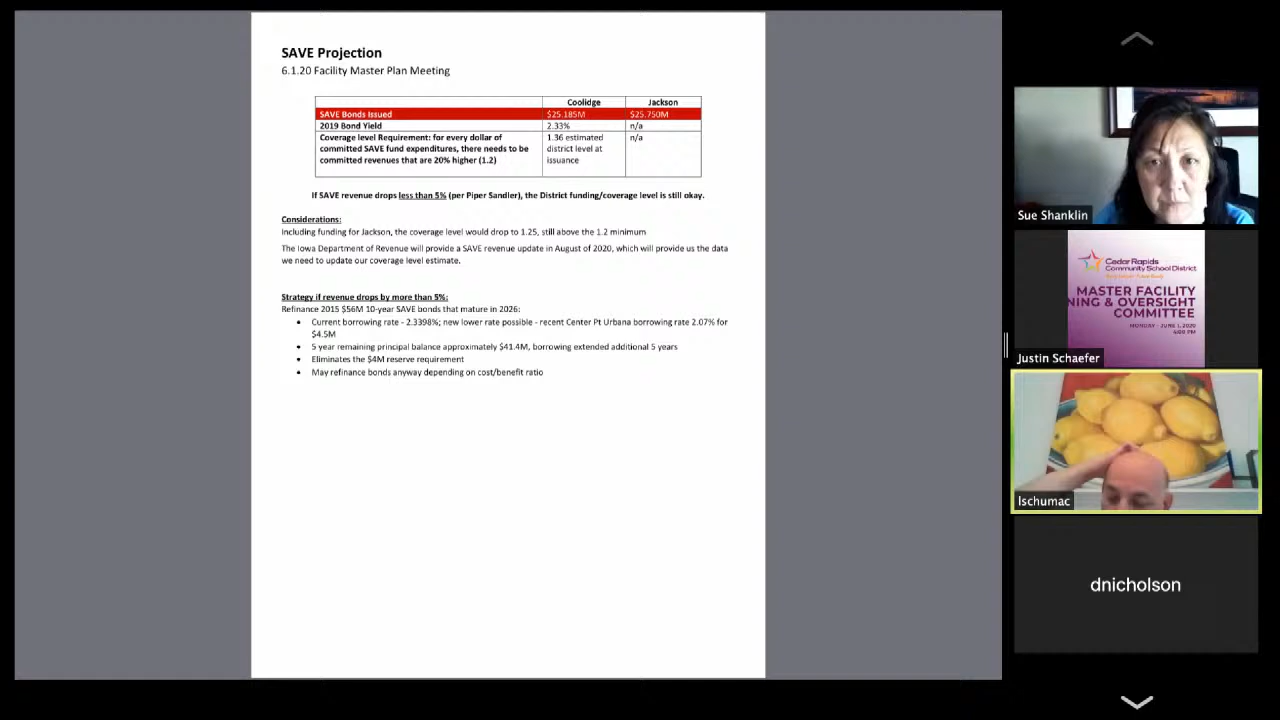 SAVE Projection
6.1.20 Facility Master Plan Meeting
Coolidge Jackson
SAVE Bonds Issued $25.185M $25.750M
2019 Bond Yield 2.33% n/a
Coverage level Requirement: for every dollar of committed SAVE fund expenditures, there needs to be committed revenues that are 20% higher (1.2) 1.36 estimated district level at issuance n/a
If SAVE revenue drops less than 5% (per Piper Sandler), the District funding/coverage level is still okay.
Considerations:
Including funding for Jackson, the coverage level would drop to 1.25, still above the 1.2 minimum
The Iowa Department of Revenue will provide a SAVE revenue update in August of 2020, which will provide us the data
we need to update our coverage level estimate.
Strategy if revenue drops by more than 5%:
Refinance 2015 $56M 10-year SAVE bonds that mature in 2026:
• Current borrowing rate - 2.3398%; new lower rate possible - recent Center Pt Urbana borrowing rate 2.07% for
$4.5M
• 5 year remaining principal balance approximately $41.4M, borrowing extended additional 5 years
• Eliminates the $4M reserve requirement
• May refinance bonds anyway depending on cost/benefit ratio
Sue Shanklin
Cedar Rapids
Community School District
MASTER FACILITY
NING & OVERSIGHT
COMMITTEE
MONDAY - JUNE 1, 2020
4:00 PM
Justin Schaefer
lschumac
dnicholson